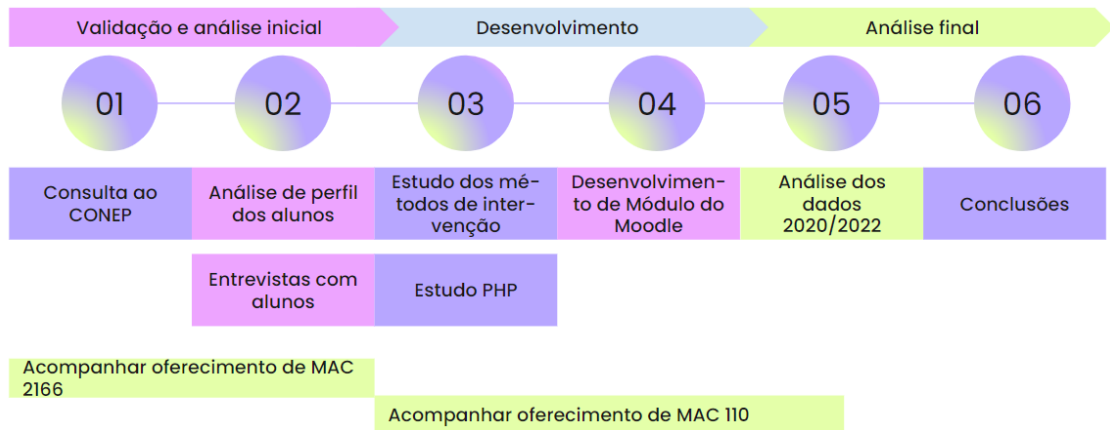 Validação e análise inicial
Desenvolvimento
Análise final
01
02
03
04
05
06
Consulta ao
CONEP
Análise de perfil
dos alunos
Estudo dos mé-
todos de inter-
venção
Desenvolvimen-
to de Módulo do
Moodle
Análise dos
dados
2020/2022
Conclusões
Entrevistas com
alunos
Estudo PHP
Acompanhar oferecimento de MAC
2166
Acompanhar oferecimento de MAC 110